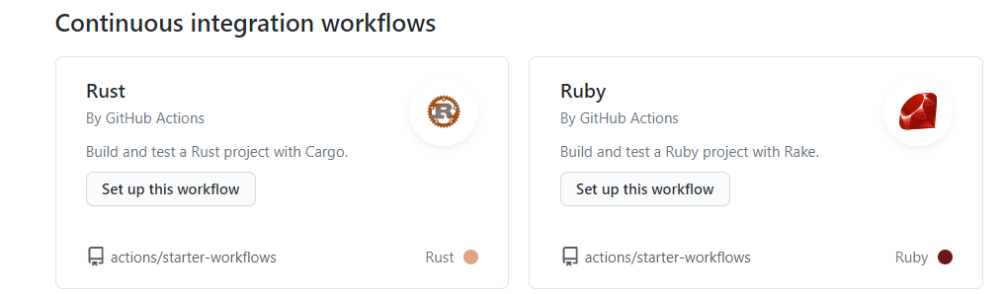 Continuous integration workflows
Rust
By GitHub Actions
Build and test a Rust project with Cargo.
Set up this workflow
actions/starter-workflows
Rust
Ruby
By GitHub Actions
Build and test a Ruby project with Rake.
Set up this workflow
actions/starter-workflows
Ruby
R